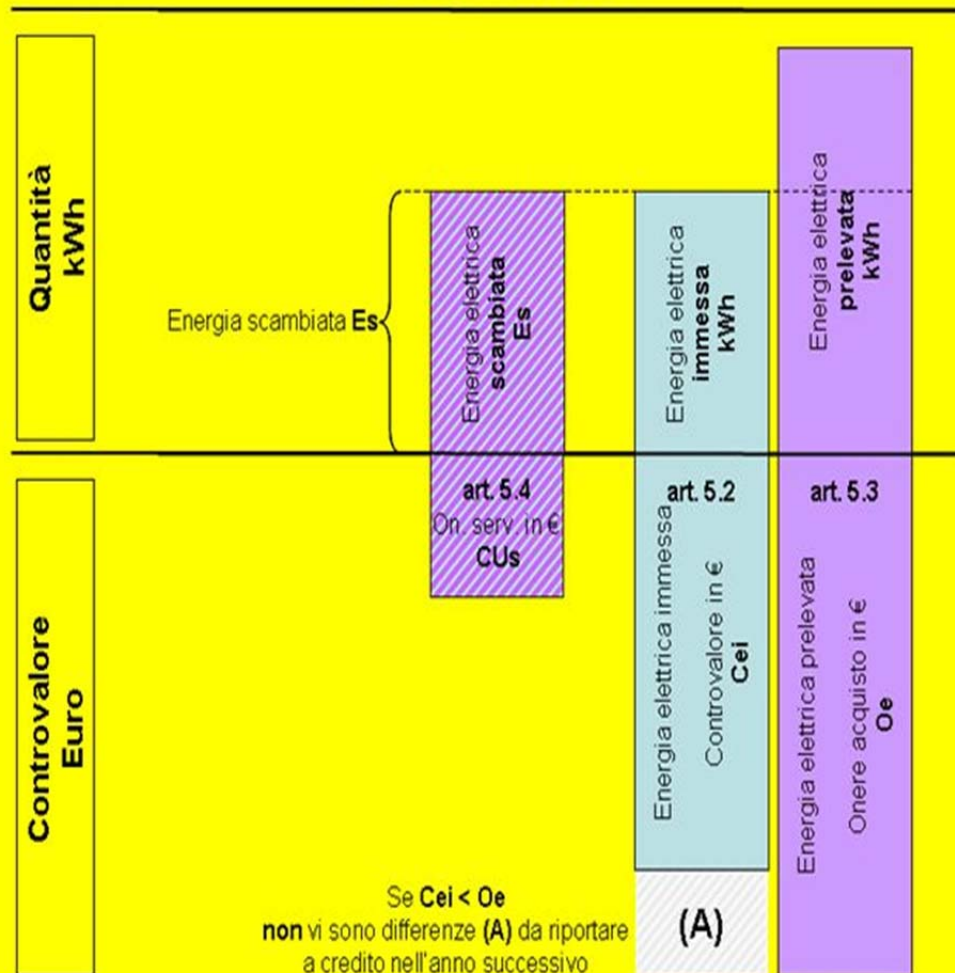 Quantità
kWh
Energia scambiata Es
Energia elettrica
scambiata
Es
Energia elettrica
immessa
kWh
Energia elettrica
prelevata
kWh
Controvalore
Euro
art. 5.4
On. serv. in €
CUs
art. 5.2
Energia elettrica immessa
Controvalore in €
Cei
art. 5.3
Energia elettrica prelevata
Onere acquisto in €
Oe
Se Cei < Oe
non vi sono differenze (A) da riportare
a credito nell'anno successivo
(A)